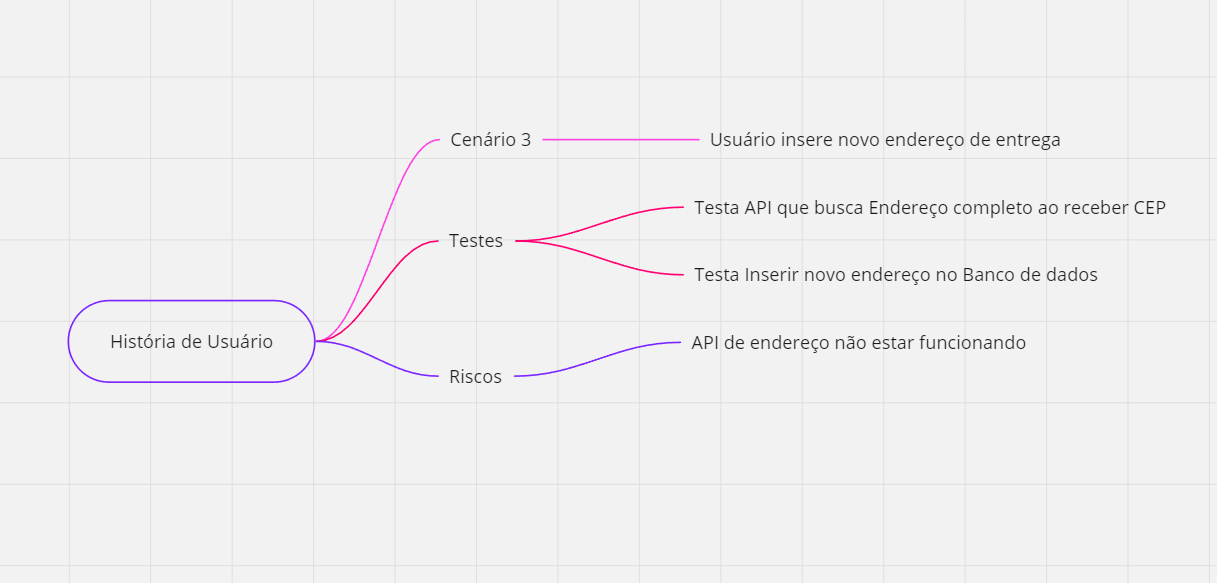 Cenário 3
Usuário insere novo endereço de entrega
Testa API que busca Endereço completo ao receber CEP
Testes
Testa Inserir novo endereço no Banco de dados
História de Usuário
API de endereço não estar funcionando
Riscos